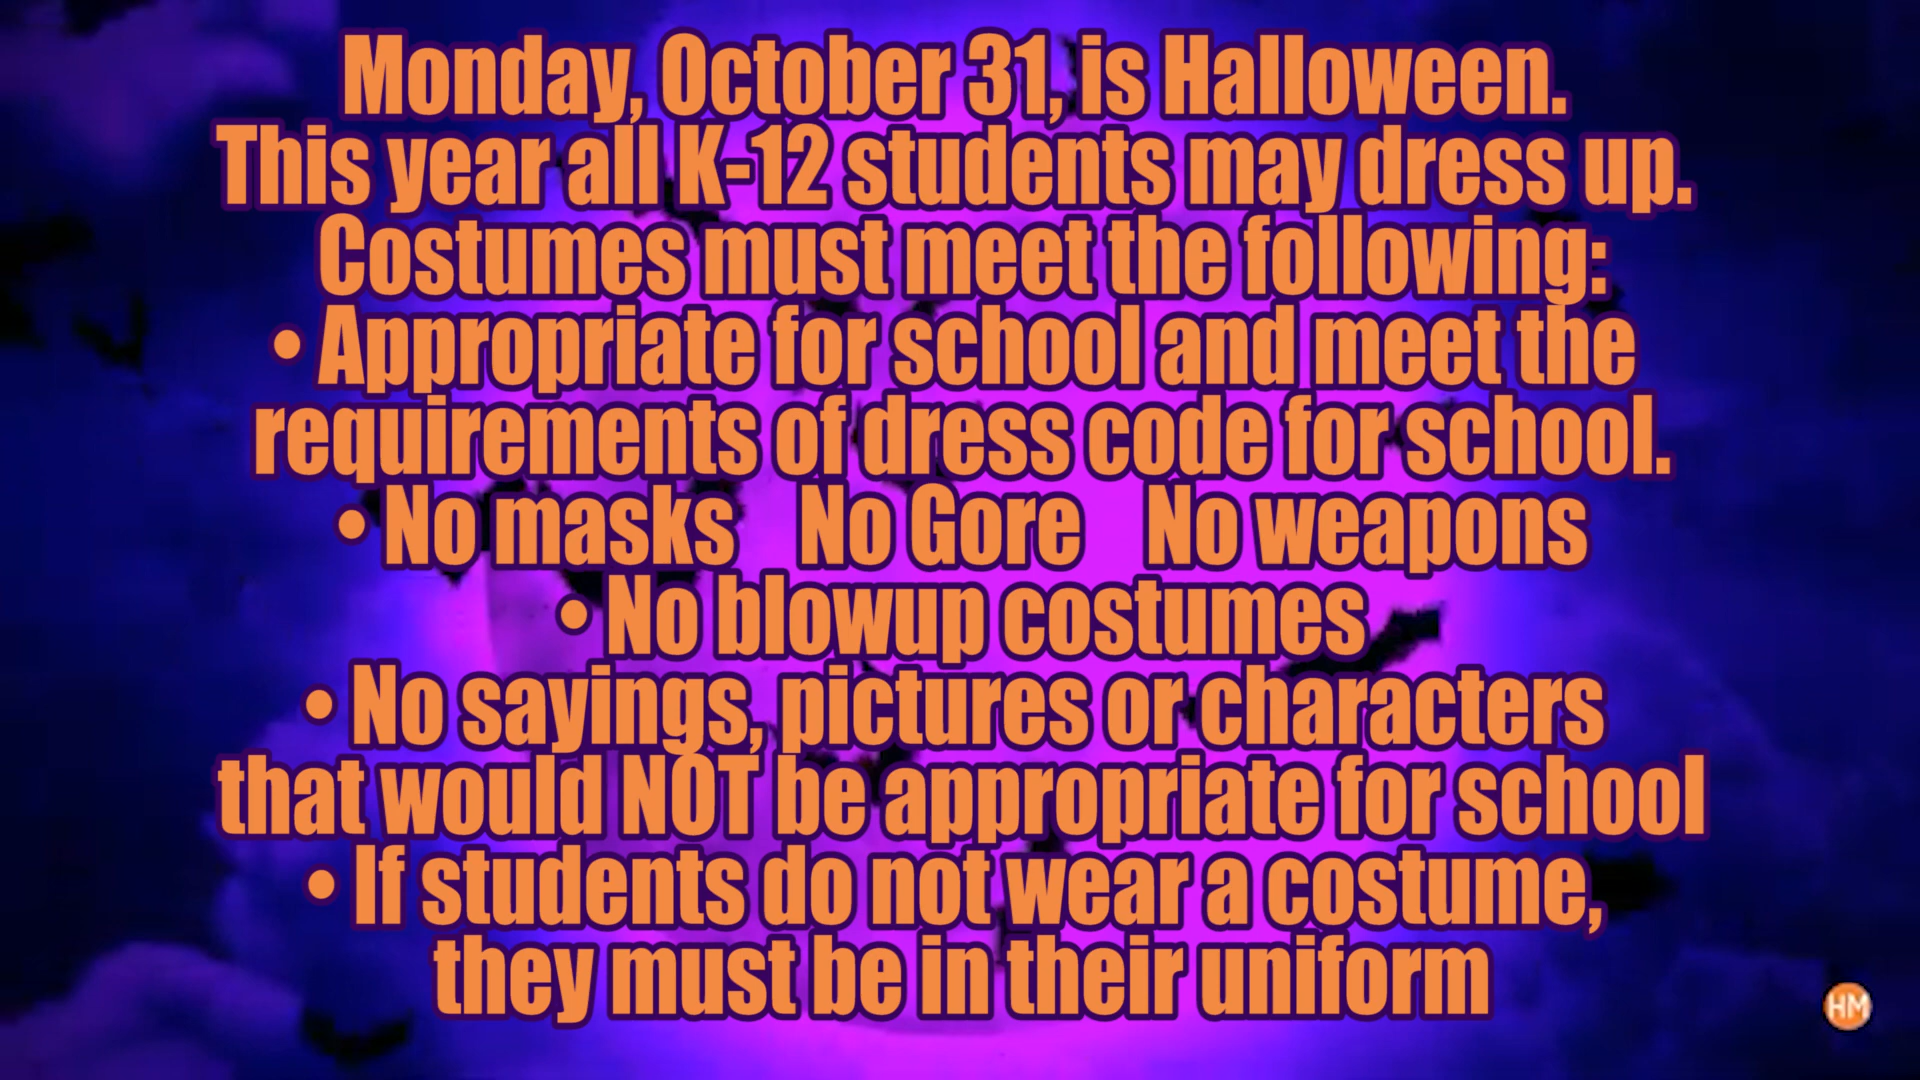 Monday, October 31, is Halloween.
This year all K-12 students may dress up.
Costumes must meet the following:
• Appropriate for school and meet the
requirements of dress code for school.
• No masks No Gore No weapons
• No blowup costumes
• No sayings, pictures or characters
that would NOT be appropriate for school
• If students do not wear a costume,
they must be in their uniform
HM